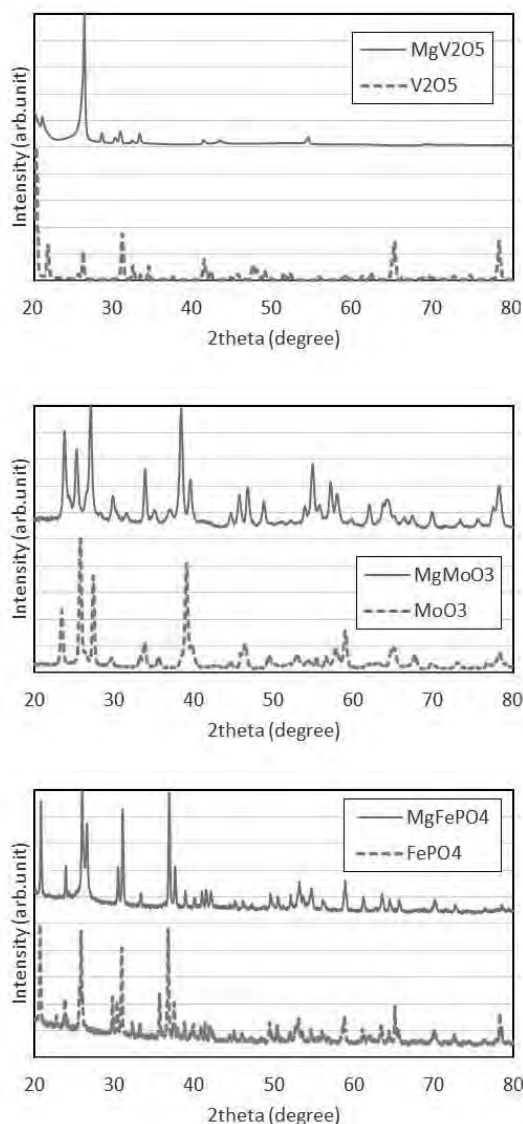 Intensity (arb.unit)
MgV2O5
V2O5
20 30 40 50 60 70 80
2theta (degree)
Intensity (arb.unit)
MgMoO3
MoO3
20 30 40 50 60 70 80
2theta (degree)
Intensity (arb.unit)
MgFePO4
FePO4
20 30 40 50 60 70 80
2theta (degree)